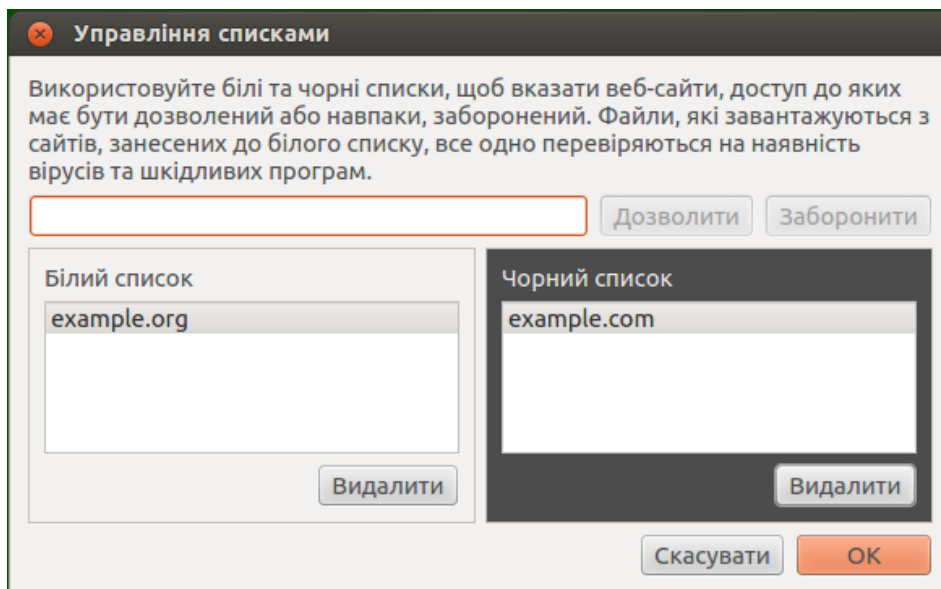 Управління списками
Використовуйте білі та чорні списки, щоб вказати веб-сайти, доступ до яких
має бути дозволений або навпаки, заборонений. Файли, які завантажуються з
сайтів, занесених до білого списку, все одно перевіряються на наявність
вірусів та шкідливих програм.
Дозволити Заборонити
Білий список
example.org
Видалити
Чорний список
example.com
Видалити
Скасувати OK